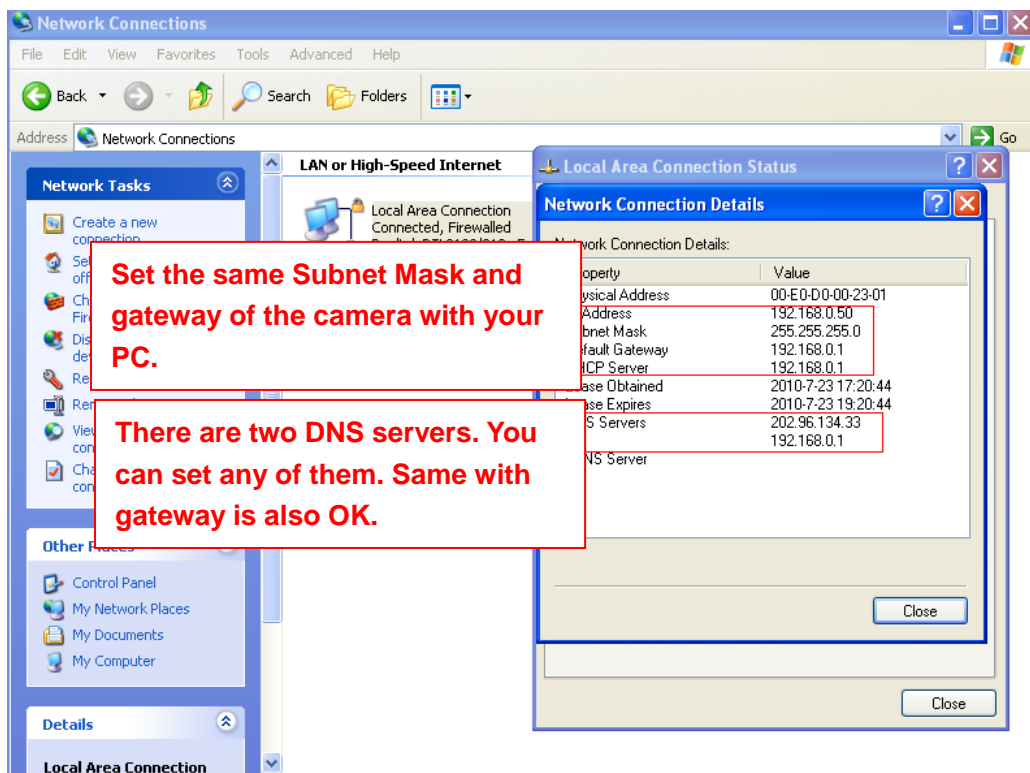 Network Connections
File Edit View Favorites Tools Advanced Help
Back Search Folders
Address Network Connections Go
Network Tasks
Create a new
connection
LAN or High-Speed Internet
Local Area Connection
Connected, Firewalled
Set the same Subnet Mask and
gateway of the camera with your
PC.
There are two DNS servers. You
can set any of them. Same with
gateway is also OK.
Other
Control Panel
My Network Places
My Documents
My Computer
Details
Local Area Connection
Local Area Connection Status
Network Connection Details
Connection Details:
Value
Address 00-E0-D0-00-23-01
192.168.0.50
Mask 255.255.255.0
Gateway 192.168.0.1
Server 192.168.0.1
Obtained 2010-7-23 17:20:44
Expires 2010-7-23 19:20:44
Servers 202.96.134.33
192.168.0.1
Server
Close
Close